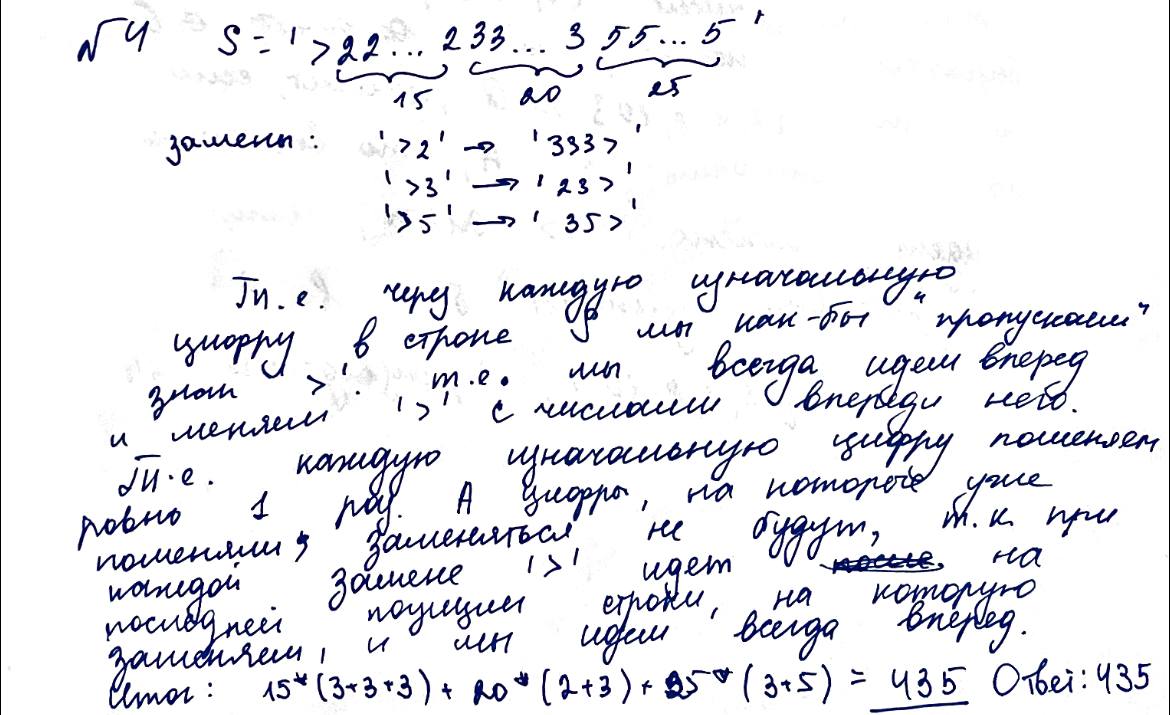 №4 S = '>22...2 33...3 55...5'
15 20 25
замены: '>2' → '333>'
'>3' → '23>'
'>5' → '35>'
Т.е. через каждую изначальную
цифру в строке S мы как-бы "пропускаем"
знак '>'. т.е. мы всегда идем вперед
и меняем '>' с числами впереди него.
Т.е. каждую изначальную цифру поменяем
ровно 1 раз. А цифры, на которые уже
поменяли, заменяться не будут, т.к. при
каждой замене '>' идет после на
последней позиции строки, на которую
заменяем, и мы идем всегда вперед.
Итог: 15*(3+3+3) + 20*(2+3) + 25*(3+5) = 435 Ответ: 435